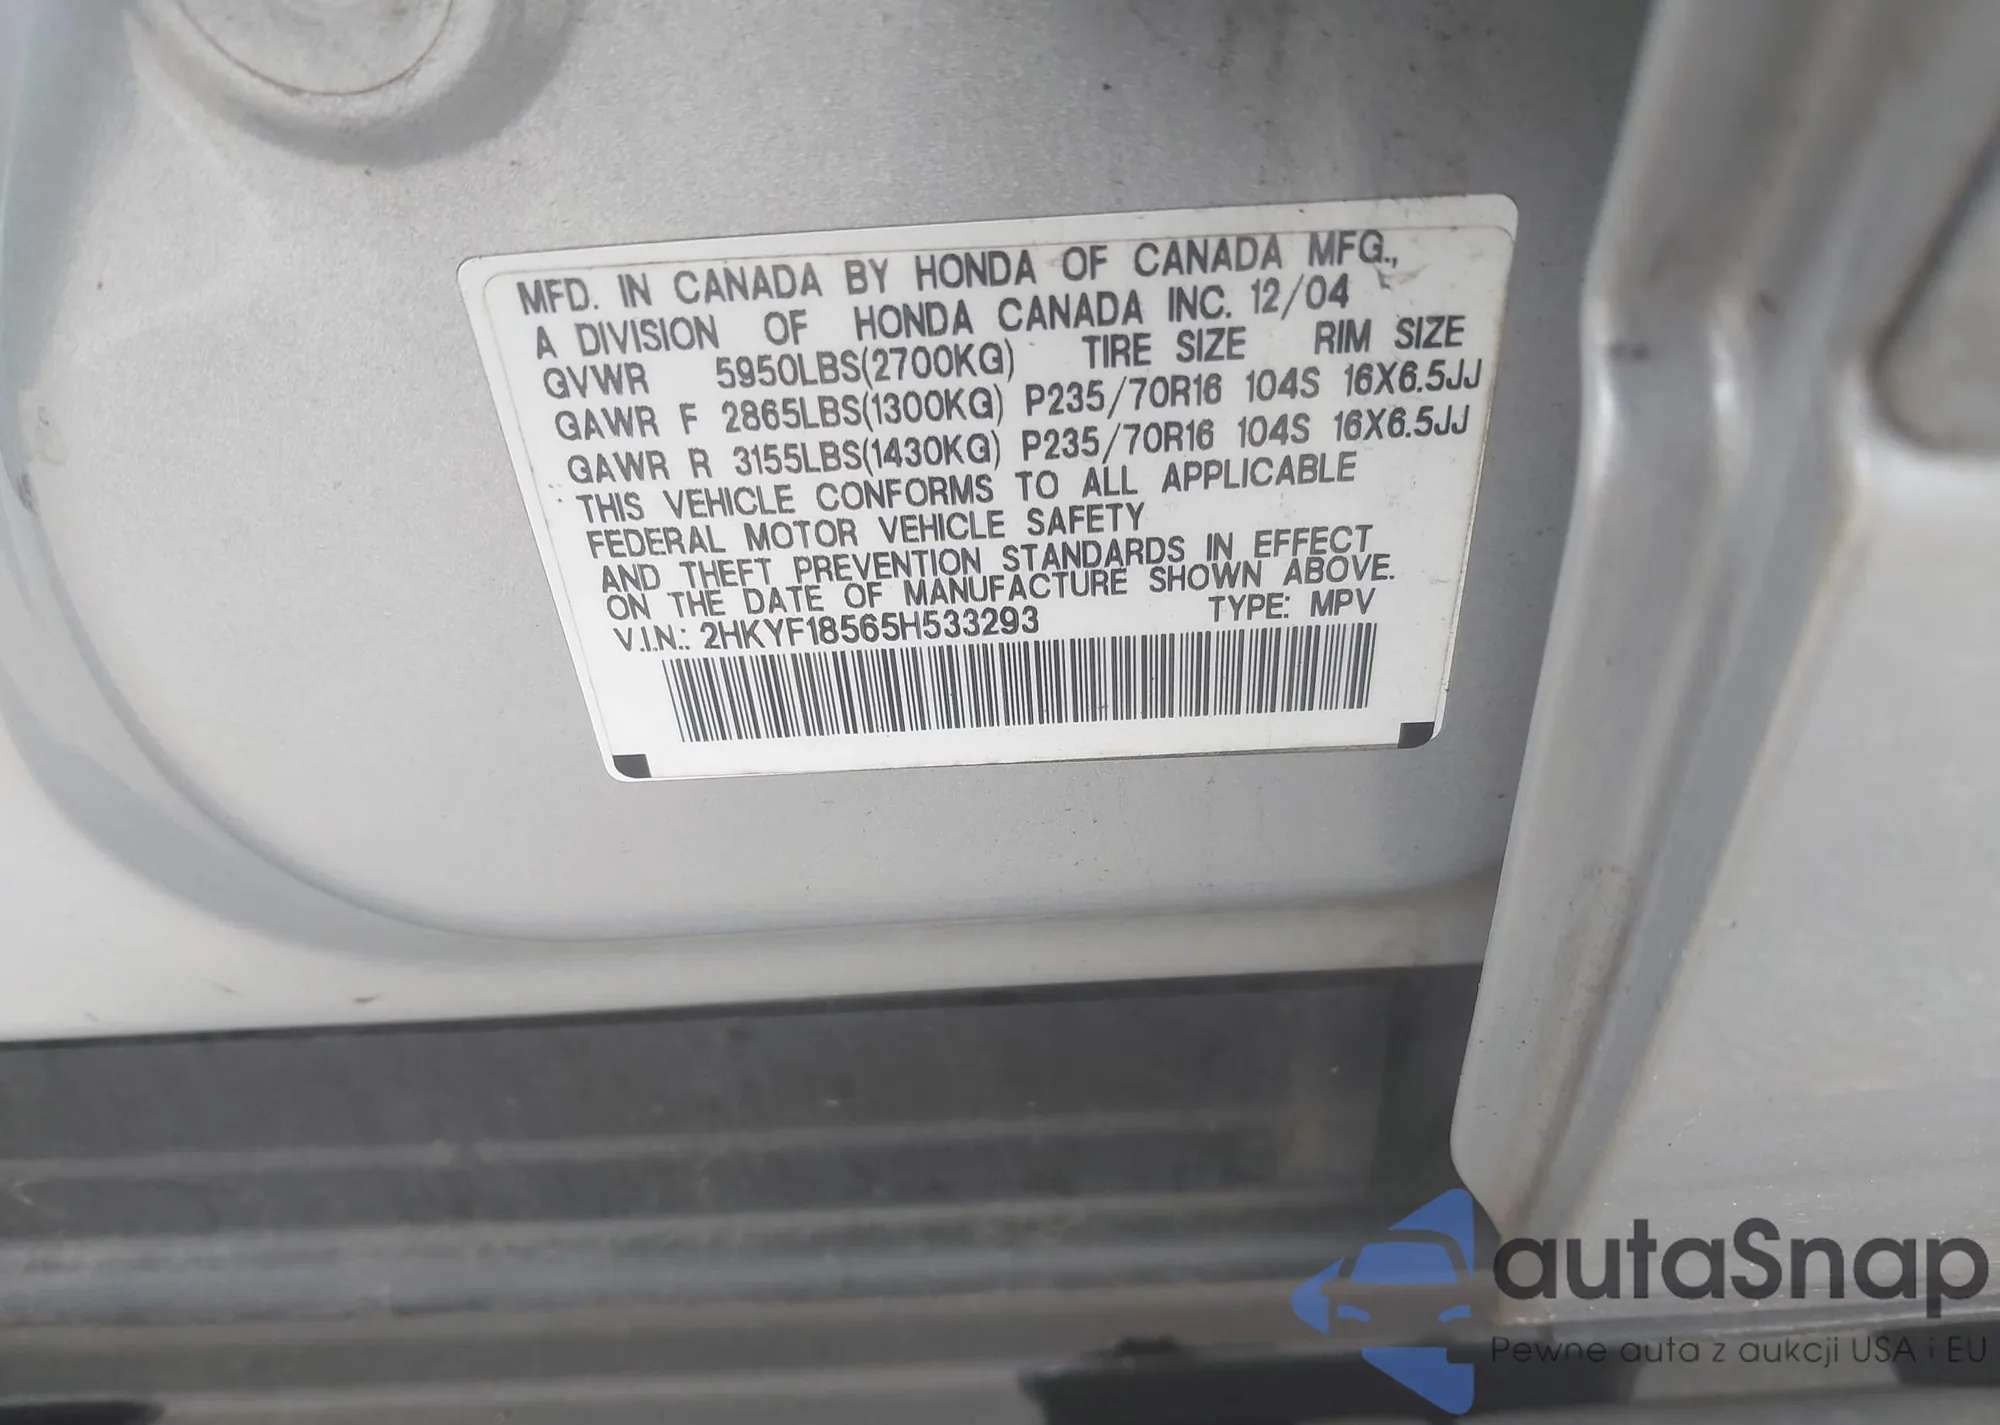 MFD. IN CANADA BY HONDA OF CANADA MFG.,
A DIVISION OF HONDA CANADA INC. 12/04
GVWR 5950LBS(2700KG) TIRE SIZE RIM SIZE
GAWR F 2865LBS(1300KG) P235/70R16 104S 16X6.5JJ
GAWR R 3155LBS(1430KG) P235/70R16 104S 16X6.5JJ
THIS VEHICLE CONFORMS TO ALL APPLICABLE
FEDERAL MOTOR VEHICLE SAFETY
AND THEFT PREVENTION STANDARDS IN EFFECT
ON THE DATE OF MANUFACTURE SHOWN ABOVE.
V.I.N.: 2HKYF18565H533293 TYPE: MPV
autaSnap
Pewne auta z aukcji USA i EU